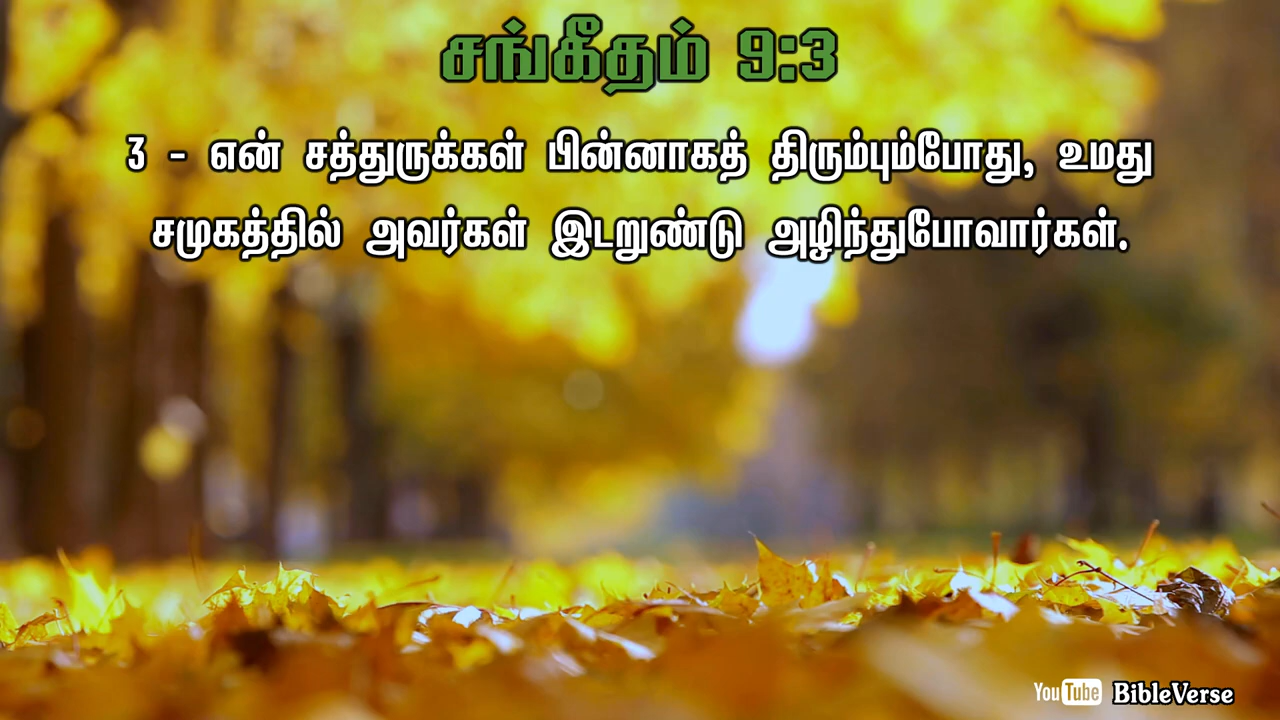 சங்கீதம் 9:3
3 - என் சத்துருக்கள் பின்னாகத் திரும்பும்போது, உமது
சமுகத்தில் அவர்கள் இடறுண்டு அழிந்துபோவார்கள்.
YouTube BibleVerse